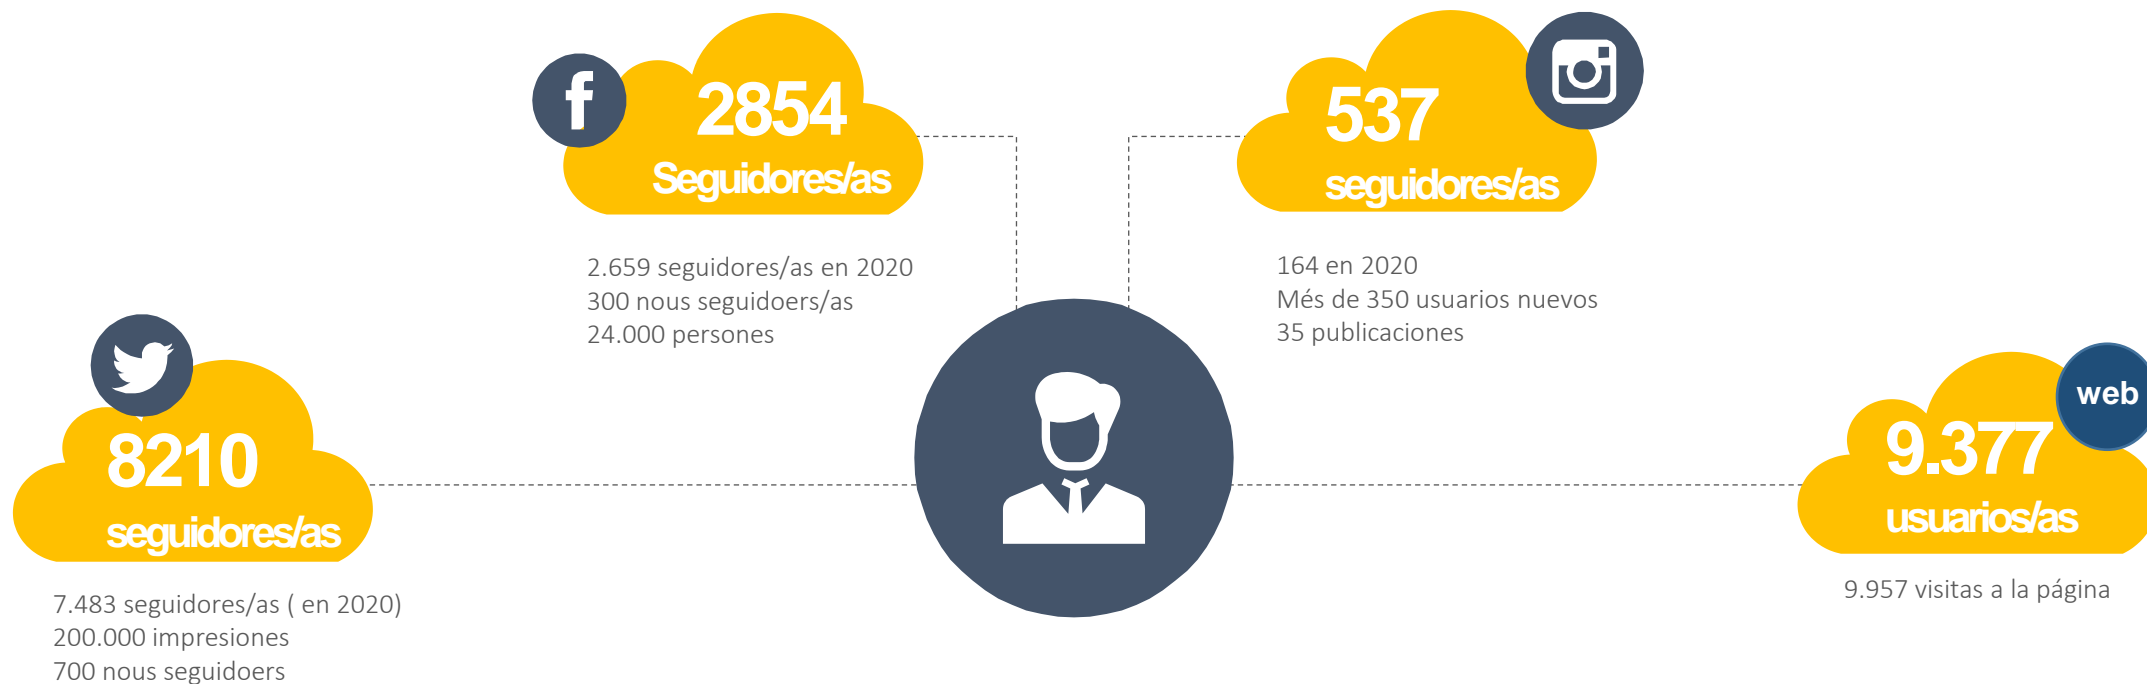 2854
Seguidores/as
2.659 seguidores/as en 2020
300 nous seguidoers/as
24.000 persones
537
seguidores/as
164 en 2020
Més de 350 usuarios nuevos
35 publicaciones
8210
seguidores/as
7.483 seguidores/as ( en 2020)
200.000 impresiones
700 nous seguidoers
web
9.377
usuarios/as
9.957 visitas a la página